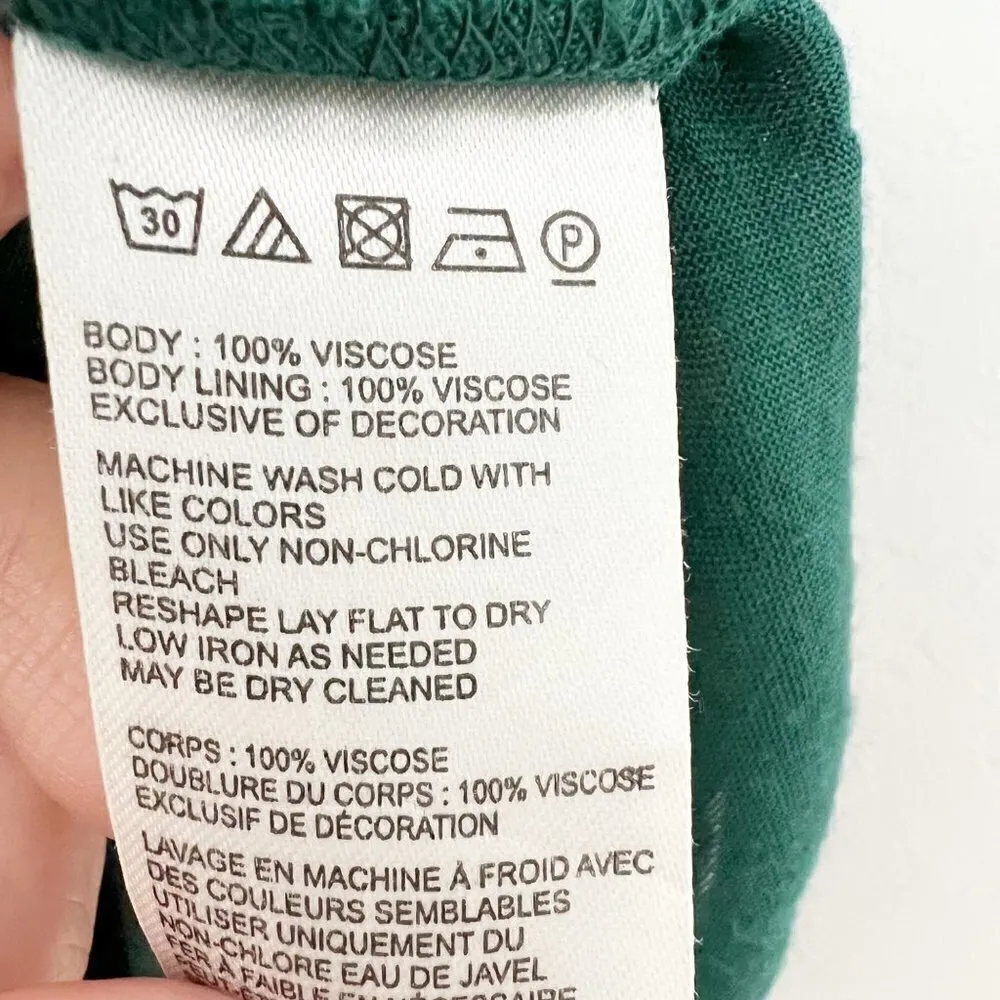 30 P
BODY : 100% VISCOSE
BODY LINING : 100% VISCOSE
EXCLUSIVE OF DECORATION
MACHINE WASH COLD WITH
LIKE COLORS
USE ONLY NON-CHLORINE
BLEACH
RESHAPE LAY FLAT TO DRY
LOW IRON AS NEEDED
MAY BE DRY CLEANED
CORPS : 100% VISCOSE
DOUBLURE DU CORPS : 100% VISCOSE
EXCLUSIF DE DÉCORATION
LAVAGE EN MACHINE À FROID AVEC
DES COULEURS SEMBLABLES
UTILISER UNIQUEMENT DU
NON-CHLORE EAU DE JAVEL
FER À FAIBLE